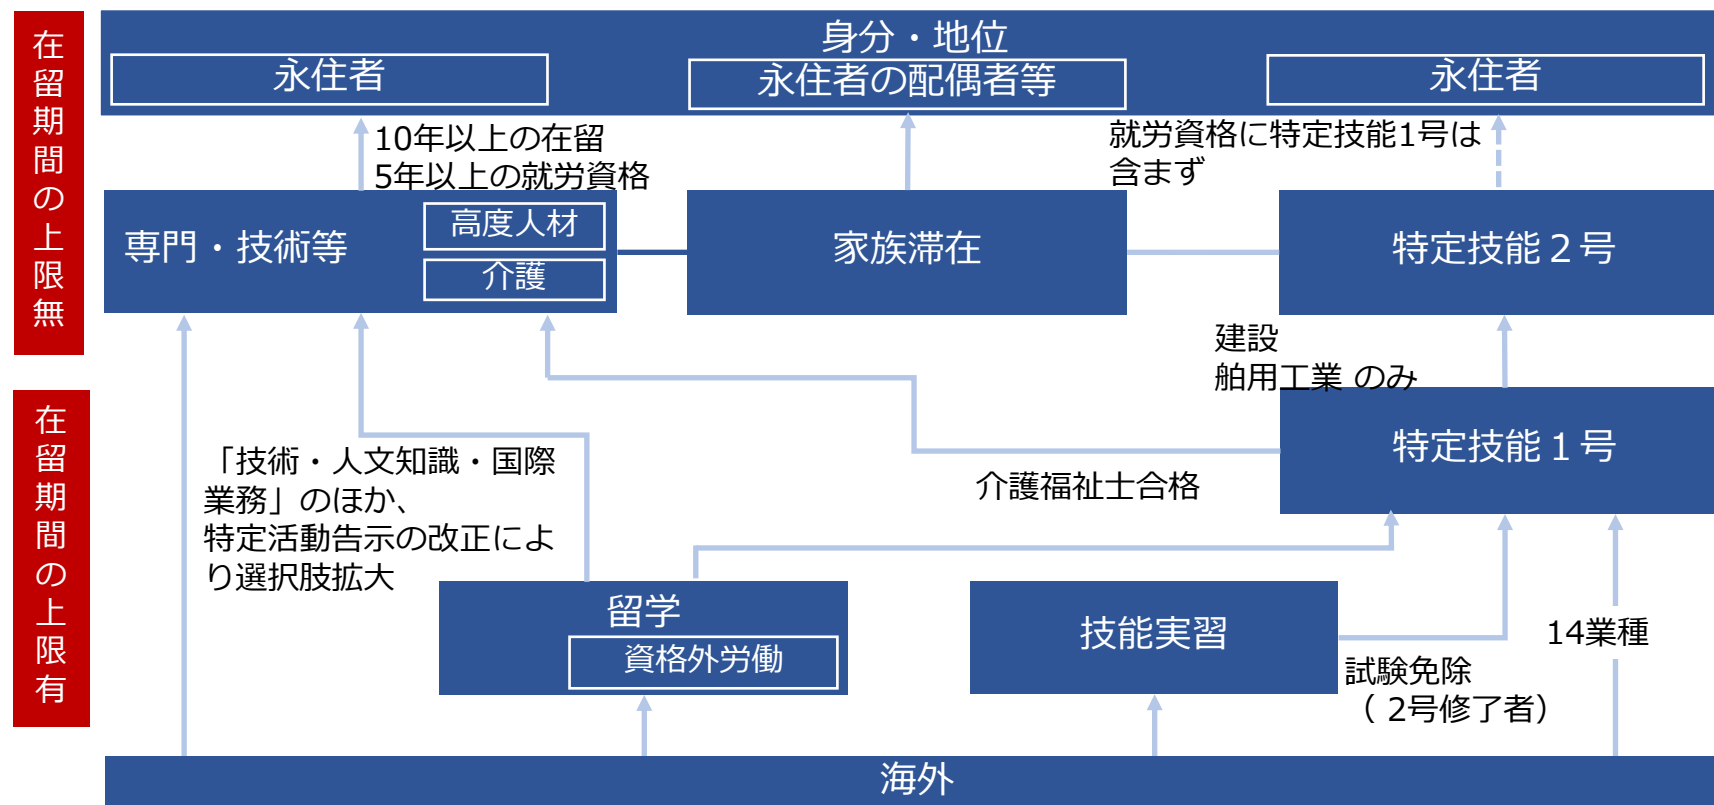 在留期間の上限無
身分・地位
永住者
永住者の配偶者等
永住者
10年以上の在留
5年以上の就労資格
就労資格に特定技能1号は
含まず
専門・技術等
高度人材
介護
家族滞在
特定技能２号
建設
舶用工業 のみ
在留期間の上限有
特定技能１号
「技術・人文知識・国際
業務」のほか、
特定活動告示の改正によ
り選択肢拡大
介護福祉士合格
留学
資格外労働
技能実習
14業種
試験免除
（ 2号修了者）
海外